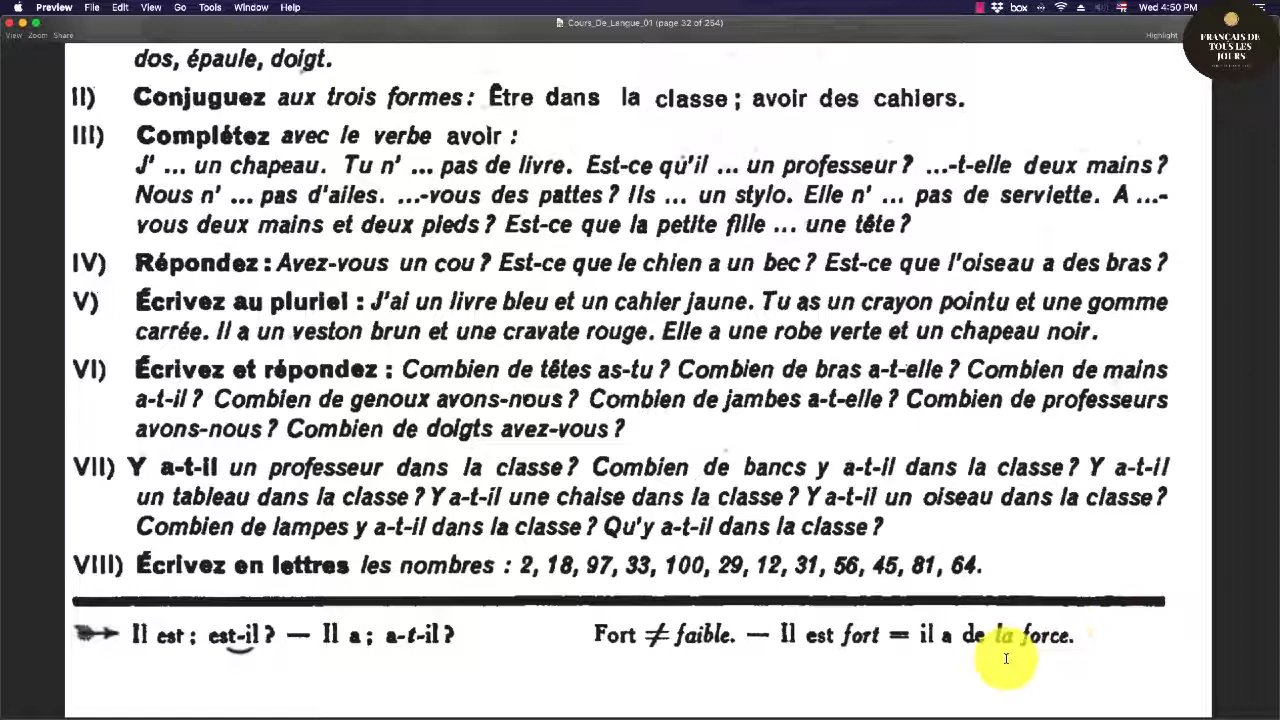 Preview File Edit View Go Tools Window Help
box
Wed 4:50 PM
Cours_De_Langue_01 (page 32 of 254)
View Zoom Share
Highlight
FRANCAIS DE
TOUS LES
JOURS
dos, épaule, doigt.
II) Conjuguez aux trois formes : Être dans la classe ; avoir des cahiers.
III) Complétez avec le verbe avoir :
J' ... un chapeau. Tu n' ... pas de livre. Est-ce qu'il ... un professeur ? ...-t-elle deux mains ?
Nous n' ... pas d'ailes. ...-vous des pattes ? Ils ... un stylo. Elle n' ... pas de serviette. A ...-
vous deux mains et deux pieds ? Est-ce que la petite fille ... une tête ?
IV) Répondez : Avez-vous un cou ? Est-ce que le chien a un bec ? Est-ce que l'oiseau a des bras ?
V) Écrivez au pluriel : J'ai un livre bleu et un cahier jaune. Tu as un crayon pointu et une gomme
carrée. Il a un veston brun et une cravate rouge. Elle a une robe verte et un chapeau noir.
VI) Écrivez et répondez : Combien de têtes as-tu ? Combien de bras a-t-elle ? Combien de mains
a-t-il ? Combien de genoux avons-nous ? Combien de jambes a-t-elle ? Combien de professeurs
avons-nous ? Combien de doigts avez-vous ?
VII) Y a-t-il un professeur dans la classe ? Combien de bancs y a-t-il dans la classe ? Y a-t-il
un tableau dans la classe ? Y a-t-il une chaise dans la classe ? Y a-t-il un oiseau dans la classe ?
Combien de lampes y a-t-il dans la classe ? Qu'y a-t-il dans la classe ?
VIII) Écrivez en lettres les nombres : 2, 18, 97, 33, 100, 29, 12, 31, 56, 45, 81, 64.
Il est ; est-il ? — Il a ; a-t-il ? Fort ≠ faible. — Il est fort = il a de la force.